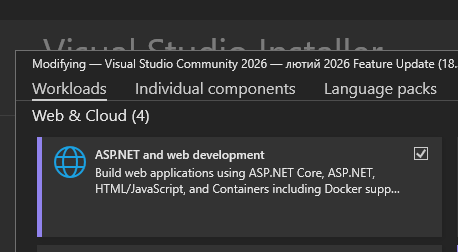 Visual Studio Installer
Modifying — Visual Studio Community 2026 — лютий 2026 Feature Update (18.
Workloads Individual components Language packs
Web & Cloud (4)
ASP.NET and web development
Build web applications using ASP.NET Core, ASP.NET,
HTML/JavaScript, and Containers including Docker supp...